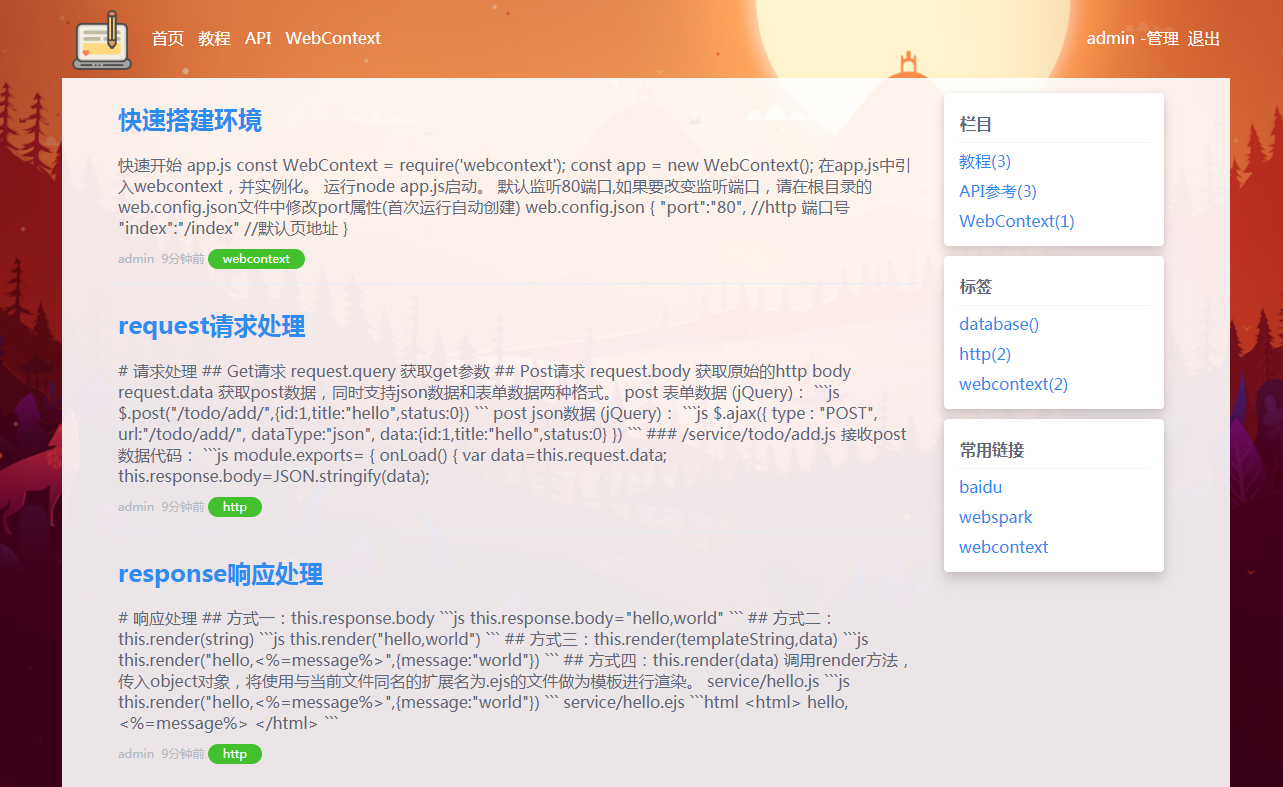 首页 教程 API WebContext admin -管理 退出
快速搭建环境
快速开始 app.js const WebContext = require('webcontext'); const app = new WebContext(); 在app.js中引
入webcontext，并实例化。 运行node app.js启动。 默认监听80端口,如果要改变监听端口，请在根目录的
web.config.json文件中修改port属性(首次运行自动创建) web.config.json { "port":"80", //http 端口号
"index":"/index" //默认页地址 }
admin 9分钟前 webcontext
request请求处理
# 请求处理 ## Get请求 request.query 获取get参数 ## Post请求 request.body 获取原始的http body
request.data 获取post数据，同时支持json数据和表单数据两种格式。 post 表单数据 (jQuery)： ```js
$.post("/todo/add/",{id:1,title:"hello",status:0}) ``` post json数据 (jQuery)： ```js $.ajax({ type : "POST",
url:"/todo/add/", dataType:"json", data:{id:1,title:"hello",status:0} }) ``` ### /service/todo/add.js 接收post
数据代码： ```js module.exports= { onLoad() { var data=this.request.data;
this.response.body=JSON.stringify(data);
admin 9分钟前 http
response响应处理
# 响应处理 ## 方式一：this.response.body ```js this.response.body="hello,world" ``` ## 方式二：
this.render(string) ```js this.render("hello,world") ``` ## 方式三：this.render(templateString,data) ```js
this.render("hello,<%=message%>",{message:"world"}) ``` ## 方式四：this.render(data) 调用render方法，
传入object对象，将使用与当前文件同名的扩展名为.ejs的文件做为模板进行渲染。 service/hello.js ```js
this.render("hello,<%=message%>",{message:"world"}) ``` service/hello.ejs ```html <html> hello,
<%=message%> </html> ```
admin 9分钟前 http
栏目
教程(3)
API参考(3)
WebContext(1)
标签
database()
http(2)
webcontext(2)
常用链接
baidu
webspark
webcontext